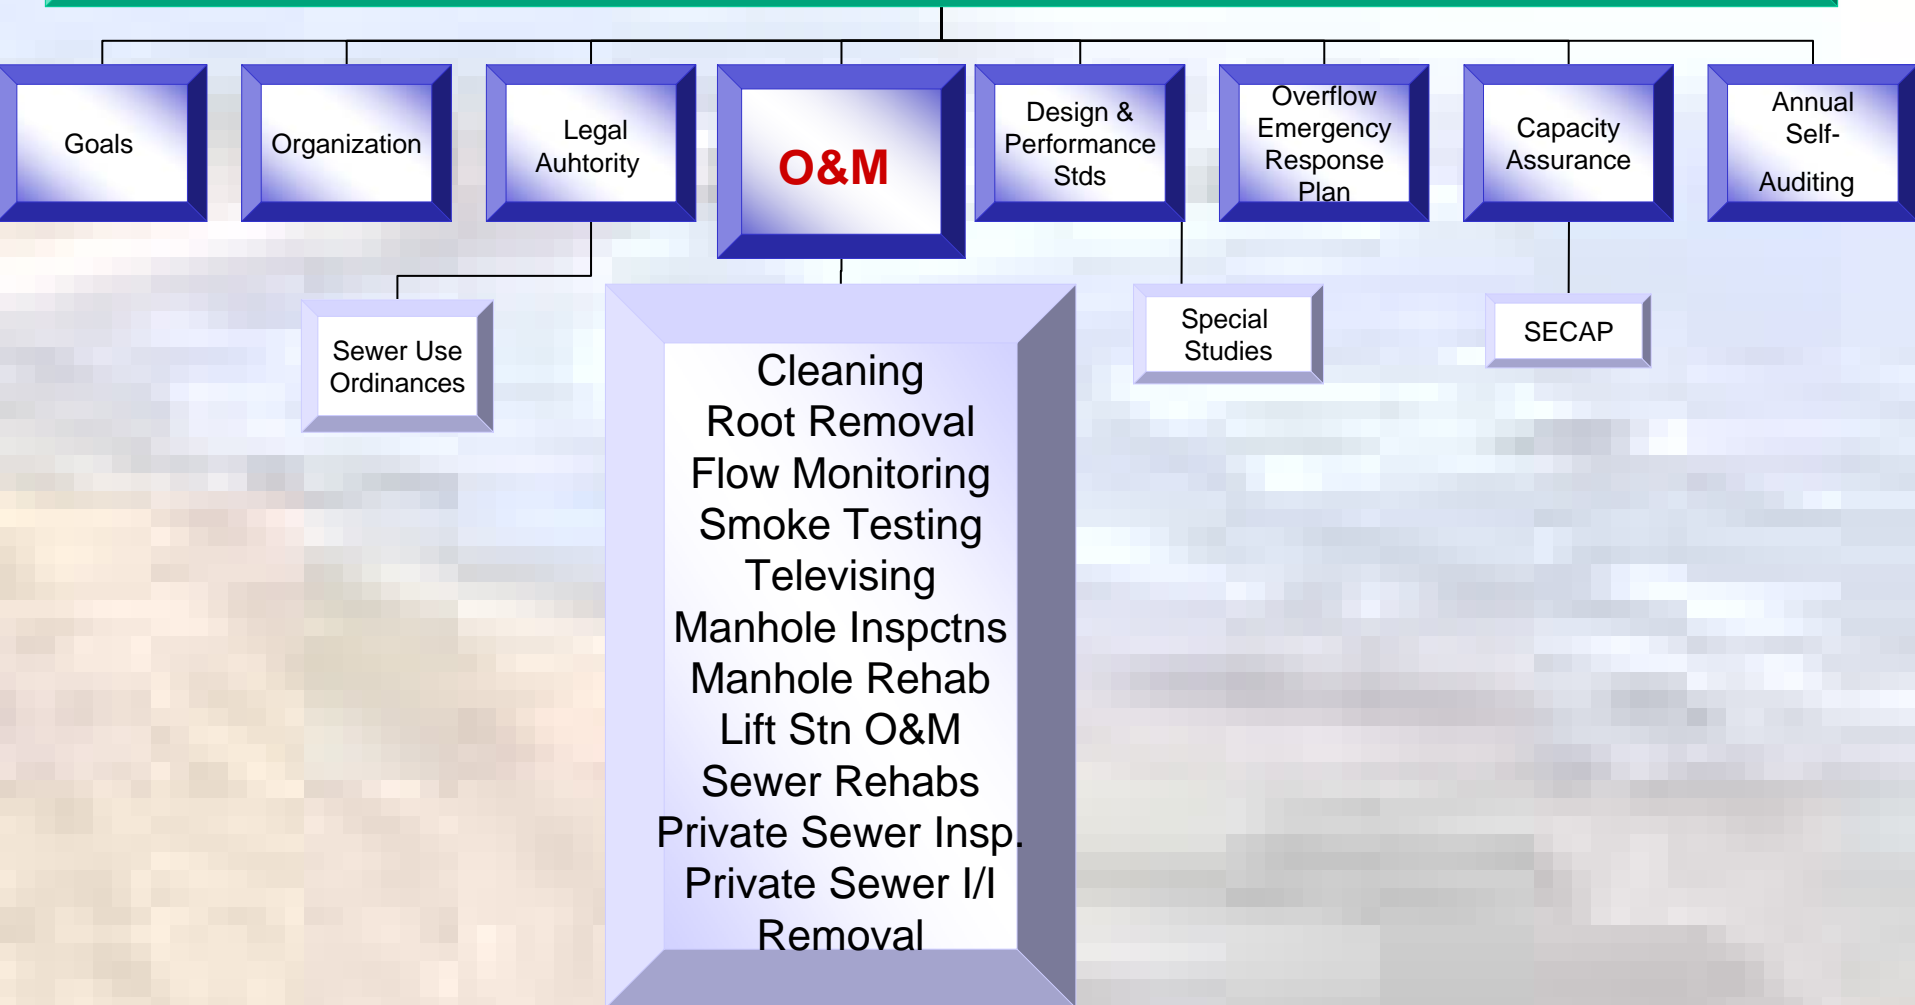 Goals
Organization
Legal
Auhtority
O&M
Design &
Performance
Stds
Overflow
Emergency
Response
Plan
Capacity
Assurance
Annual
Self-
Auditing
Sewer Use
Ordinances
Cleaning
Root Removal
Flow Monitoring
Smoke Testing
Televising
Manhole Inspctns
Manhole Rehab
Lift Stn O&M
Sewer Rehabs
Private Sewer Insp.
Private Sewer I/I
Removal
Special
Studies
SECAP